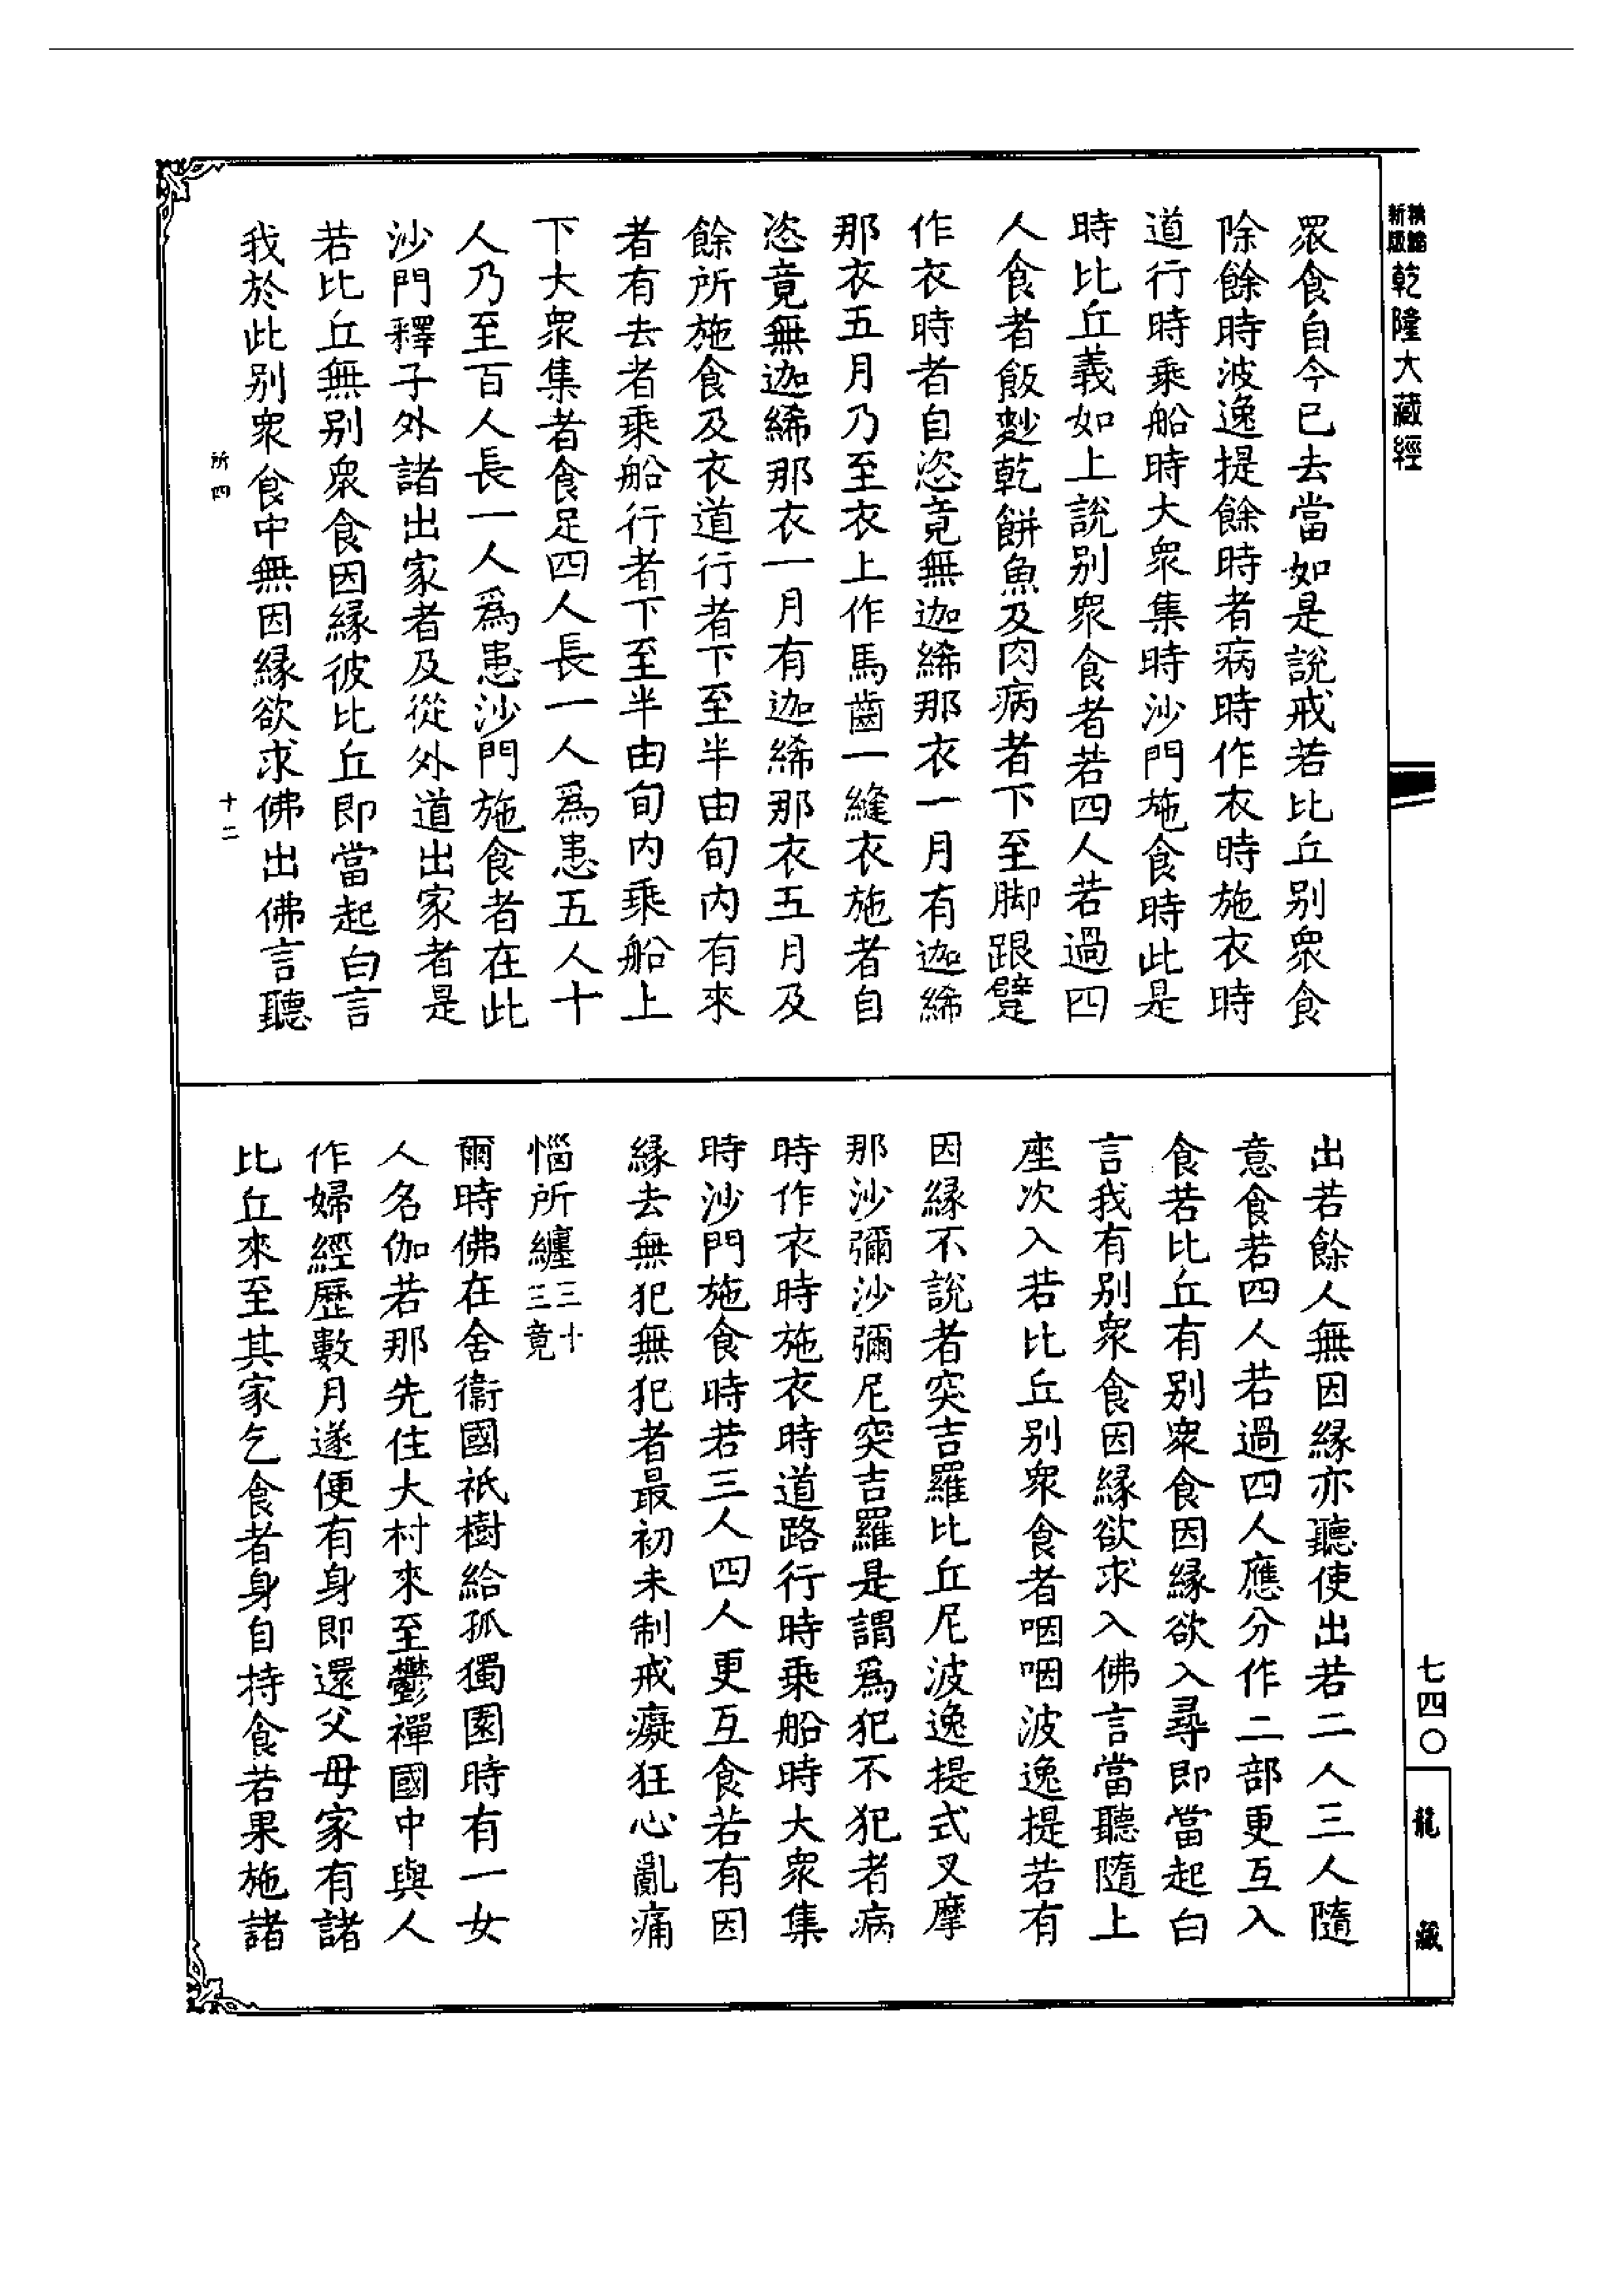 新版乾隆大藏經
眾食自今已去當如是說戒若比丘別眾食
除餘時波逸提餘時者病時作衣時施衣時
道行時乘船時大眾集時沙門施食時此是
時比丘義如上說別眾食者若四人若過四
人食者飯麨乾餅魚及肉病者下至脚跟躄
作衣時者自恣竟無迦絺那衣一月有迦絺
那衣五月乃至衣上作馬齒一縫衣施者自
恣竟無迦絺那衣一月有迦絺那衣五月及
餘所施食及衣道行者下至半由旬內有來
者有去者乘船行者下至半由旬內乘船上
下大眾集者食足四人長一人爲患五人十
人乃至百人長一人爲患沙門施食者在此
沙門釋子外諸出家者及從外道出家者是
若比丘無別眾食因緣彼比丘即當起白言
我於此別眾食中無因緣欲求佛出佛言聽
所四 十二
出若餘人無因緣亦聽使出若二人三人隨
意食若四人若過四人應分作二部更互入
食若比丘有別眾食因緣欲入尋即當起白
言我有別眾食因緣欲求入佛言當聽隨上
座次入若比丘別眾食者咽咽波逸提若有
因緣不說者突吉羅比丘尼波逸提式叉摩
那沙彌沙彌尼突吉羅是謂爲犯不犯者病
時作衣時施衣時道路行時乘船時大眾集
時沙門施食時若三人四人更互食若有因
緣去無犯無犯者最初未制戒癡狂心亂痛
惱所纏三十三竟
爾時佛在舍衛國祇樹給孤獨園時有一女
人名伽若那先住大村來至鬱禪國中與人
作婦經歷數月遂便有身即還父母家有諸
比丘來至其家乞食者身自持食若果施諸
七四〇
龍藏